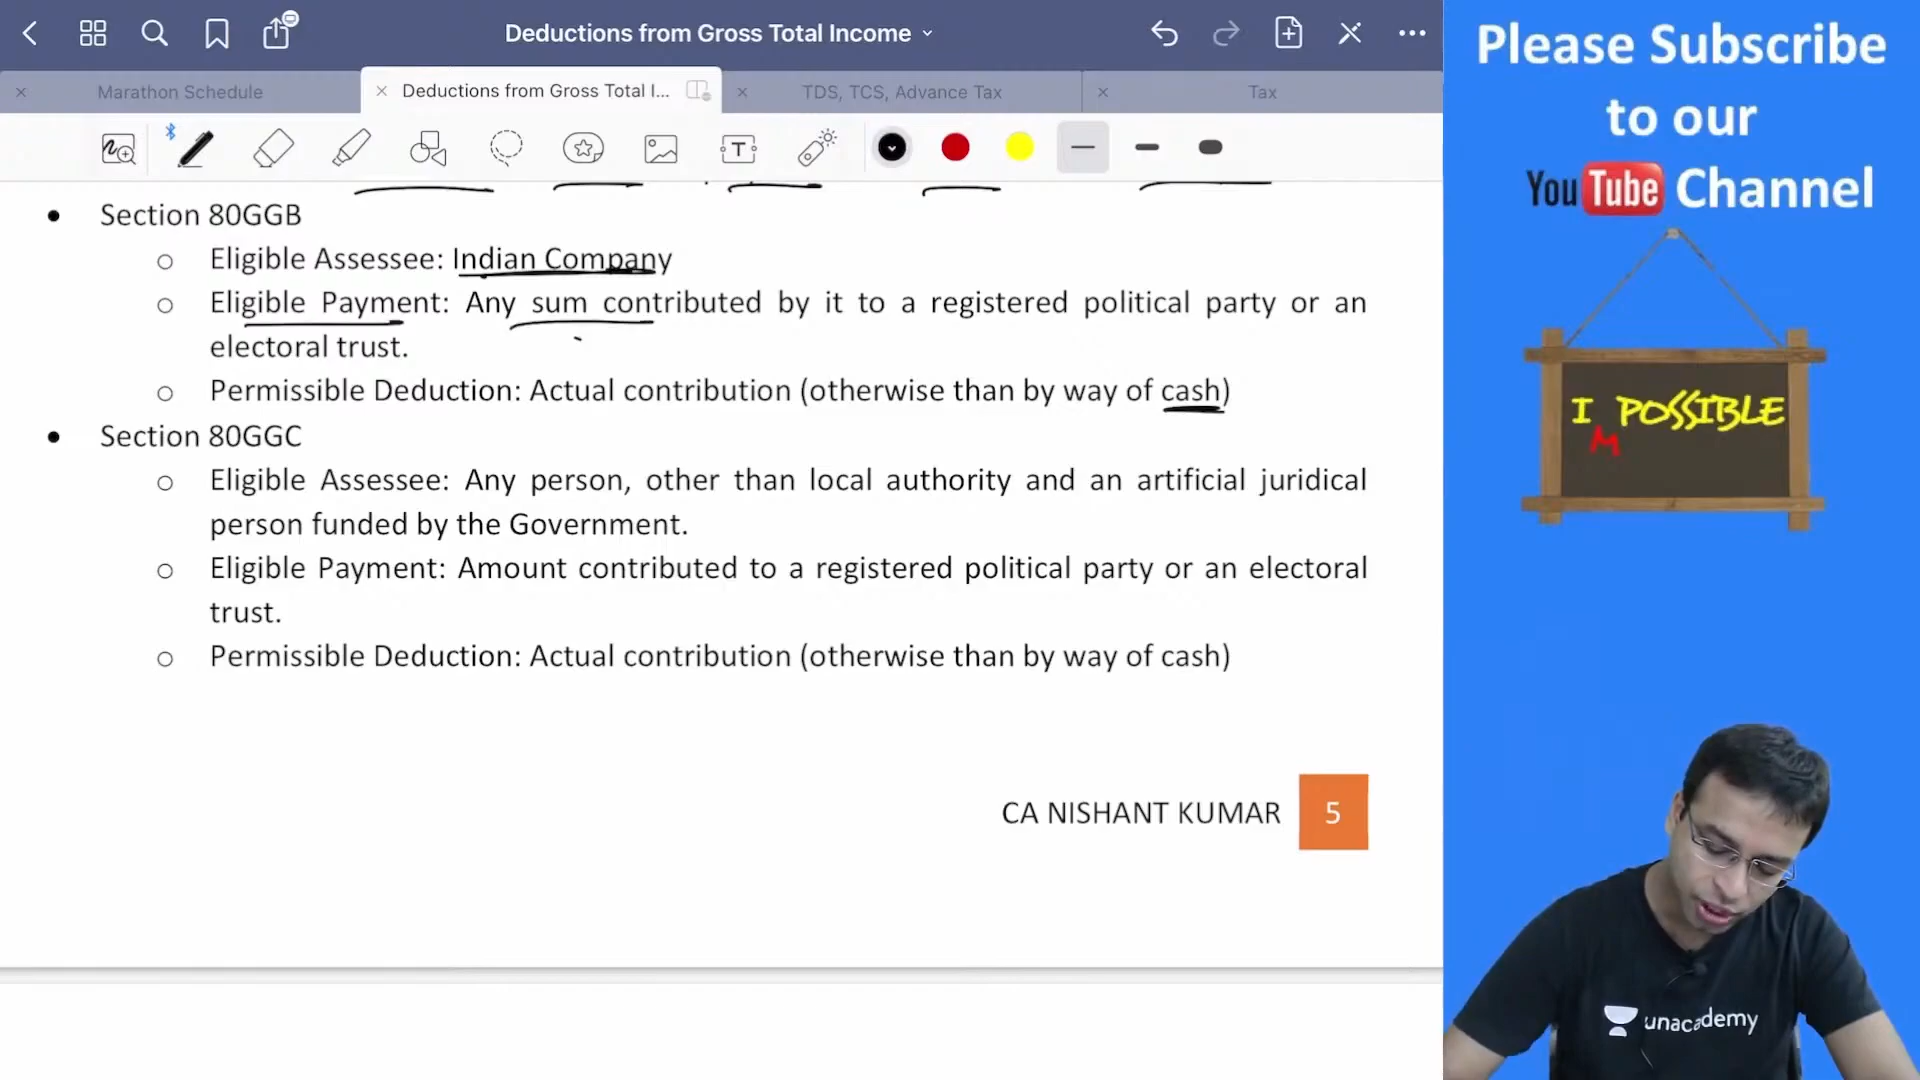 Deductions from Gross Total Income
Marathon Schedule
Deductions from Gross Total I...
TDS, TCS, Advance Tax
Tax
T
• Section 80GGB
o Eligible Assessee: Indian Company
o Eligible Payment: Any sum contributed by it to a registered political party or an
electoral trust.
o Permissible Deduction: Actual contribution (otherwise than by way of cash)
• Section 80GGC
o Eligible Assessee: Any person, other than local authority and an artificial juridical
person funded by the Government.
o Eligible Payment: Amount contributed to a registered political party or an electoral
trust.
o Permissible Deduction: Actual contribution (otherwise than by way of cash)
CA NISHANT KUMAR 5
Please Subscribe
to our
YouTube Channel
I POSSIBLE
M
unacademy